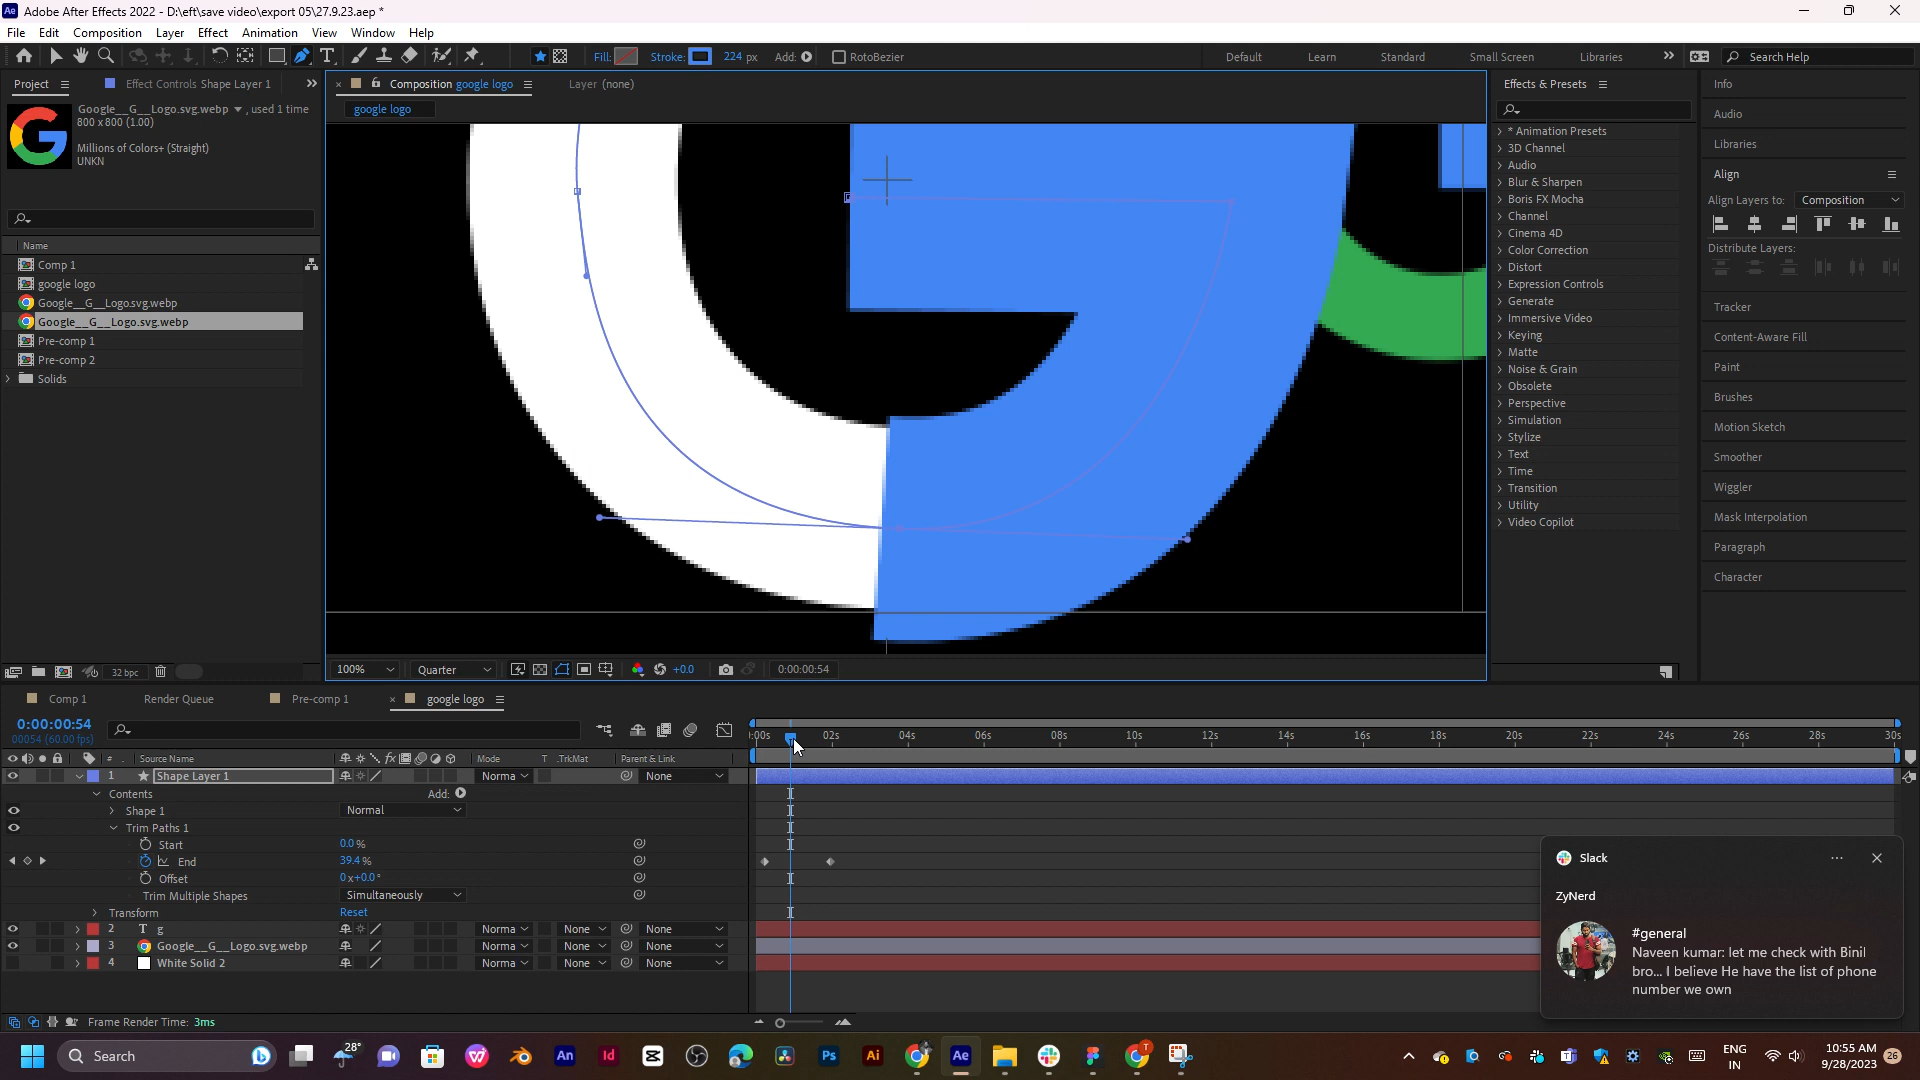 Adobe After Effects 2022 - D:\eft\save video\export 05\27.9.23.aep *
File Edit Composition Layer Effect Animation View Window Help
Fill: Stroke: 224 px Add: RotoBezier Default Learn Standard Small Screen Libraries Search Help
Project Effect Controls Shape Layer 1
Google__G__Logo.svg.webp , used 1 time
800 x 800 (1.00)
Millions of Colors+ (Straight)
UNKN
Name
Comp 1
google logo
Google__G__Logo.svg.webp
Google__G__Logo.svg.webp
Pre-comp 1
Pre-comp 2
Solids
32 bpc
Composition google logo Layer (none)
google logo
100% Quarter +0.0 0:00:00:54
Effects & Presets
* Animation Presets
3D Channel
Audio
Blur & Sharpen
Boris FX Mocha
Channel
Cinema 4D
Color Correction
Distort
Expression Controls
Generate
Immersive Video
Keying
Matte
Noise & Grain
Obsolete
Perspective
Simulation
Stylize
Text
Time
Transition
Utility
Video Copilot
Info
Audio
Libraries
Align
Align Layers to: Composition
Distribute Layers:
Tracker
Content-Aware Fill
Paint
Brushes
Motion Sketch
Smoother
Wiggler
Mask Interpolation
Paragraph
Character
Comp 1 Render Queue Pre-comp 1 google logo
0:00:00:54
00054 (60.00 fps)
:00s 02s 04s 06s 08s 10s 12s 14s 16s 18s 20s 22s 24s 26s 28s 30s
# Source Name fx Mode T .TrkMat Parent & Link
1 Shape Layer 1 Norma None
Contents Add:
Shape 1 Normal
Trim Paths 1
Start 0.0 %
End 39.4 %
Offset 0x+0.0°
Trim Multiple Shapes Simultaneously
Transform Reset
2 T g Norma None None
3 Google__G__Logo.svg.webp Norma None None
4 White Solid 2 Norma None None
Frame Render Time: 3ms
Slack
ZyNerd
#general
Naveen kumar: let me check with Binil
bro... I believe He have the list of phone
number we own
Search 28° An Id Ps Ai Ae
ENG
IN
10:55 AM
9/28/2023
26